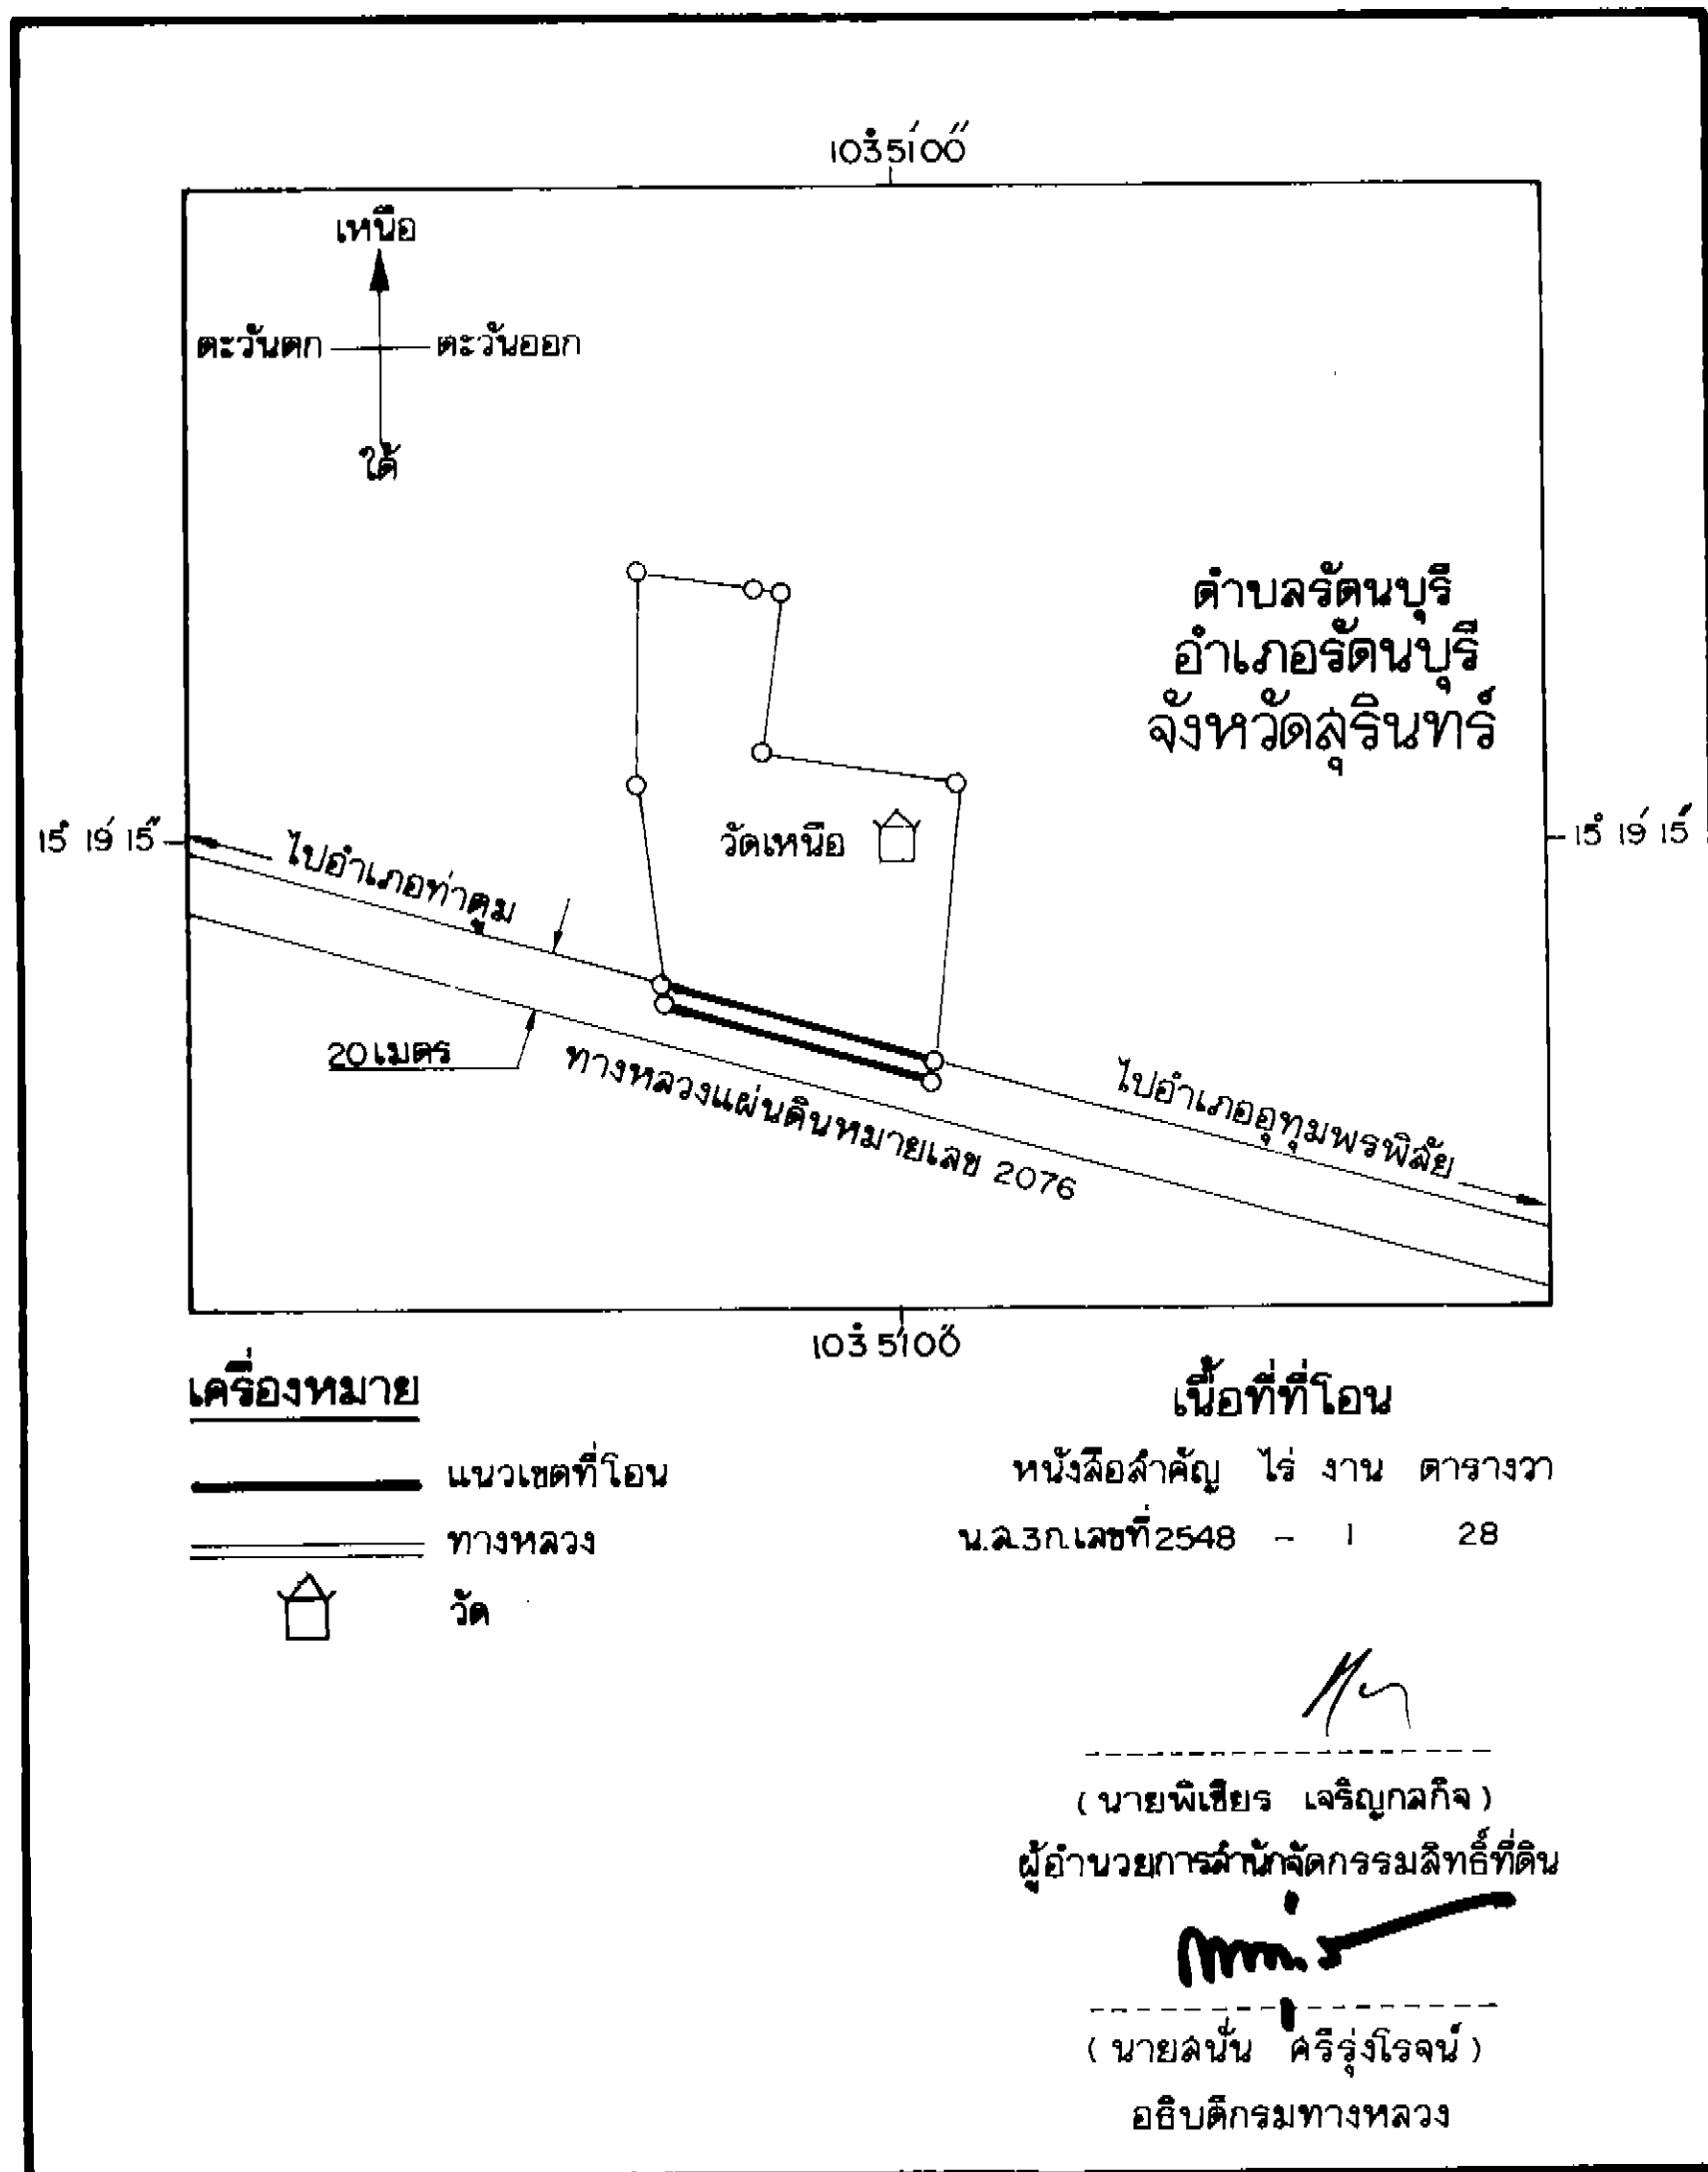 103° 51' 00"
เหนือ
ตะวันตก ตะวันออก
ใต้
ตำบลรัตนบุรี
อำเภอรัตนบุรี
จังหวัดสุรินทร์
15° 19' 15" 15° 19' 15"
วัดเหนือ
ไปอำเภอท่าตูม
20 เมตร
ทางหลวงแผ่นดินหมายเลข 2076
ไปอำเภออุทุมพรพิสัย
103° 51' 00"
เครื่องหมาย
แนวเขตที่โอน
ทางหลวง
วัด
เนื้อที่ที่โอน
หนังสือสำคัญ ไร่ งาน ตารางวา
น.ส.3ก.เลขที่ 2548 - 1 28
(นายพิเชียร เจริญกลกิจ)
ผู้อำนวยการสำนักจัดกรรมสิทธิ์ที่ดิน
(นายสนั่น ศรีรุ่งโรจน์)
อธิบดีกรมทางหลวง